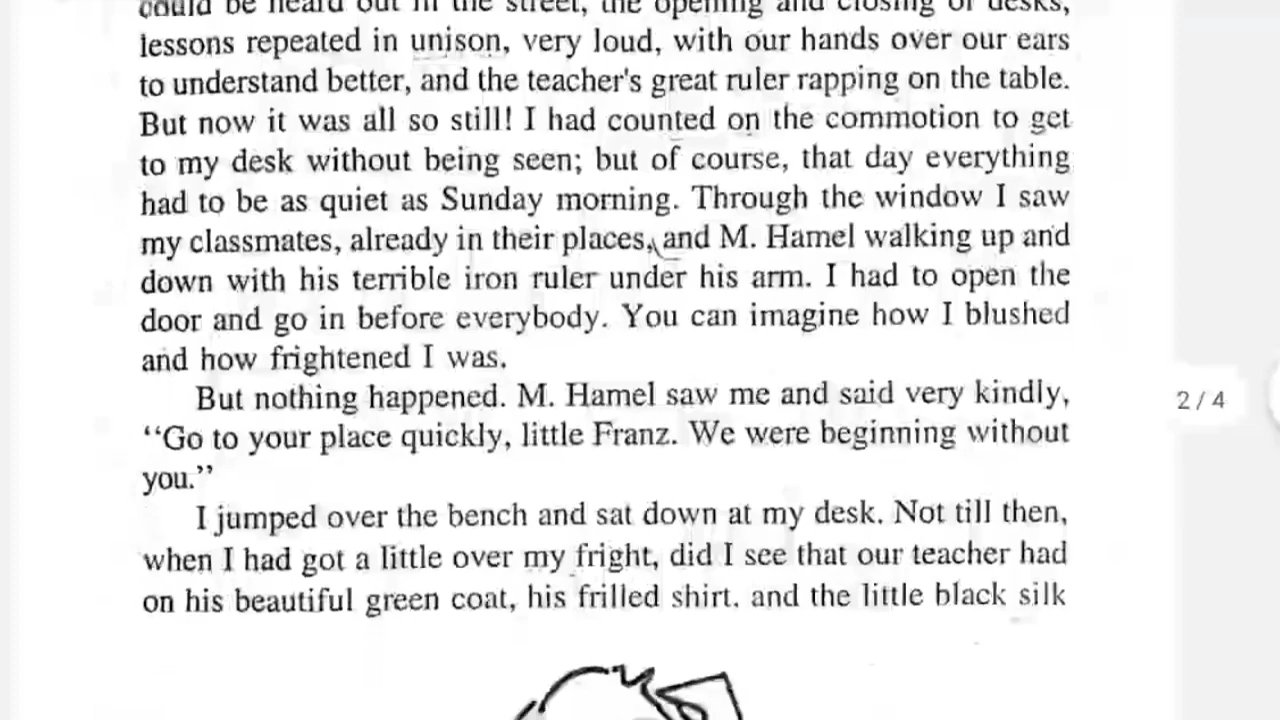 could be heard out in the street, the opening and closing of desks,
lessons repeated in unison, very loud, with our hands over our ears
to understand better, and the teacher's great ruler rapping on the table.
But now it was all so still! I had counted on the commotion to get
to my desk without being seen; but of course, that day everything
had to be as quiet as Sunday morning. Through the window I saw
my classmates, already in their places, and M. Hamel walking up and
down with his terrible iron ruler under his arm. I had to open the
door and go in before everybody. You can imagine how I blushed
and how frightened I was.
But nothing happened. M. Hamel saw me and said very kindly,
“Go to your place quickly, little Franz. We were beginning without
you.”
I jumped over the bench and sat down at my desk. Not till then,
when I had got a little over my fright, did I see that our teacher had
on his beautiful green coat, his frilled shirt. and the little black silk
2 / 4